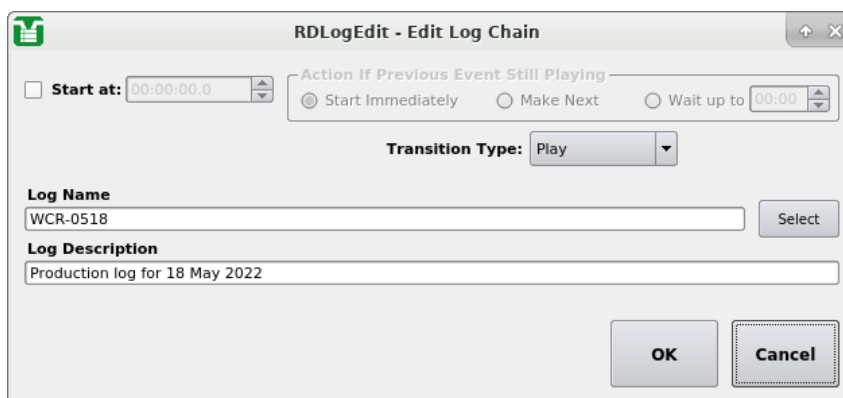 RDLogEdit - Edit Log Chain
Action If Previous Event Still Playing
Start at: 00:00:00.0 Start Immediately Make Next Wait up to 00:00
Transition Type: Play
Log Name
WCR-0518 Select
Log Description
Production log for 18 May 2022
OK Cancel